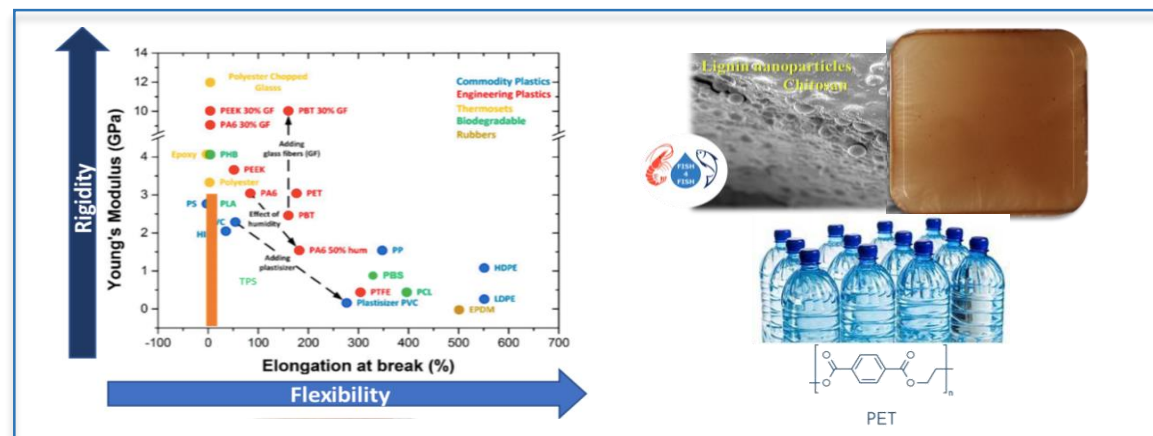 Rigidity
Young's Modulus (GPa)
14
12
10
8
4
3
2
1
0
-100
0
100
200
300
400
500
600
700
Elongation at break (%)
Flexibility
Polyester Chopped
Glasss
PEEK 30% GF
PBT 30% GF
PA6 30% GF
Adding
glass fibers (GF)
Epoxy
PHB
PEEK
Polyester
PA6
PET
PS
PLA
Effect of
humidity
PBT
VC
HI
PA6 50% hum
PP
Adding
plastisizer
TPS
PBS
HDPE
PTFE
PCL
LDPE
Plastisizer PVC
EPDM
Commodity Plastics
Engineering Plastics
Thermosets
Biodegradable
Rubbers
Lignin nanoparticles
Chitosan
FISH
4
FISH
O
O
O
O
n
PET